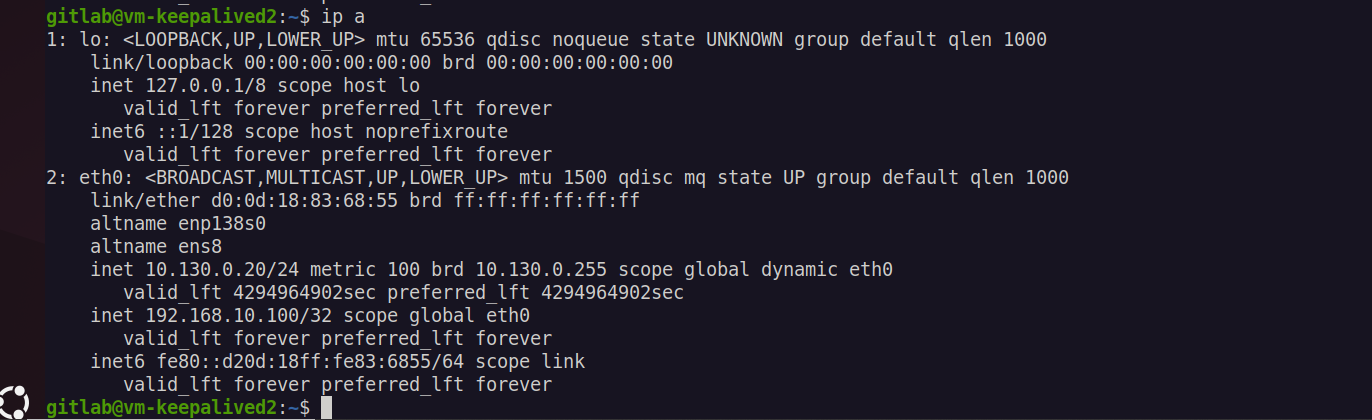 gitlab@vm-keepalived2:~$ ip a
1: lo: <LOOPBACK,UP,LOWER_UP> mtu 65536 qdisc noqueue state UNKNOWN group default qlen 1000
    link/loopback 00:00:00:00:00:00 brd 00:00:00:00:00:00
    inet 127.0.0.1/8 scope host lo
       valid_lft forever preferred_lft forever
    inet6 ::1/128 scope host noprefixroute
       valid_lft forever preferred_lft forever
2: eth0: <BROADCAST,MULTICAST,UP,LOWER_UP> mtu 1500 qdisc mq state UP group default qlen 1000
    link/ether d0:0d:18:83:68:55 brd ff:ff:ff:ff:ff:ff
    altname enp138s0
    altname ens8
    inet 10.130.0.20/24 metric 100 brd 10.130.0.255 scope global dynamic eth0
       valid_lft 4294964902sec preferred_lft 4294964902sec
    inet 192.168.10.100/32 scope global eth0
       valid_lft forever preferred_lft forever
    inet6 fe80::d20d:18ff:fe83:6855/64 scope link
       valid_lft forever preferred_lft forever
gitlab@vm-keepalived2:~$